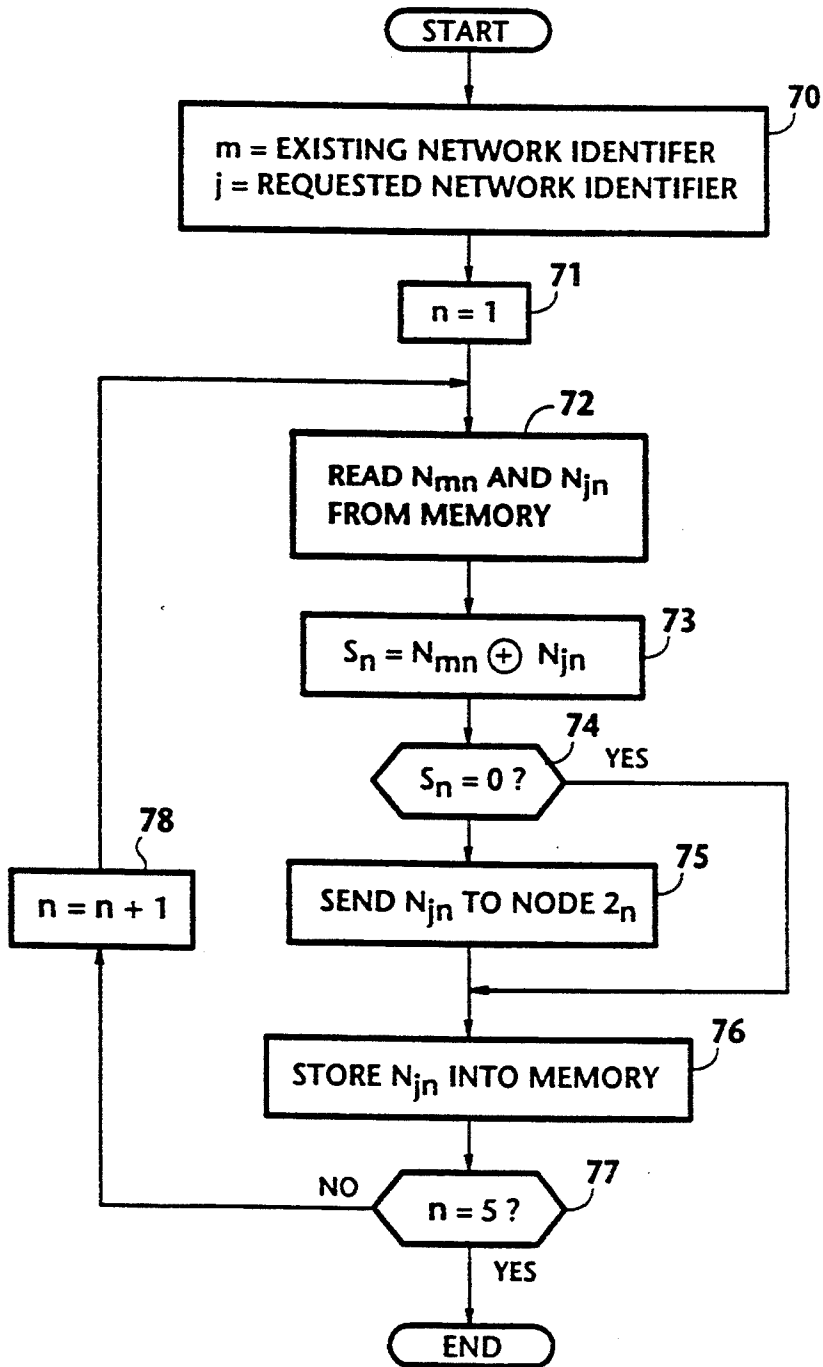 START
70
m = EXISTING NETWORK IDENTIFER
j = REQUESTED NETWORK IDENTIFIER
71
n = 1
72
READ Nmn AND Njn
FROM MEMORY
73
Sn = Nmn ⊕ Njn
74
Sn = 0 ?
YES
75
SEND Njn TO NODE 2n
78
n = n + 1
76
STORE Njn INTO MEMORY
77
NO
n = 5 ?
YES
END